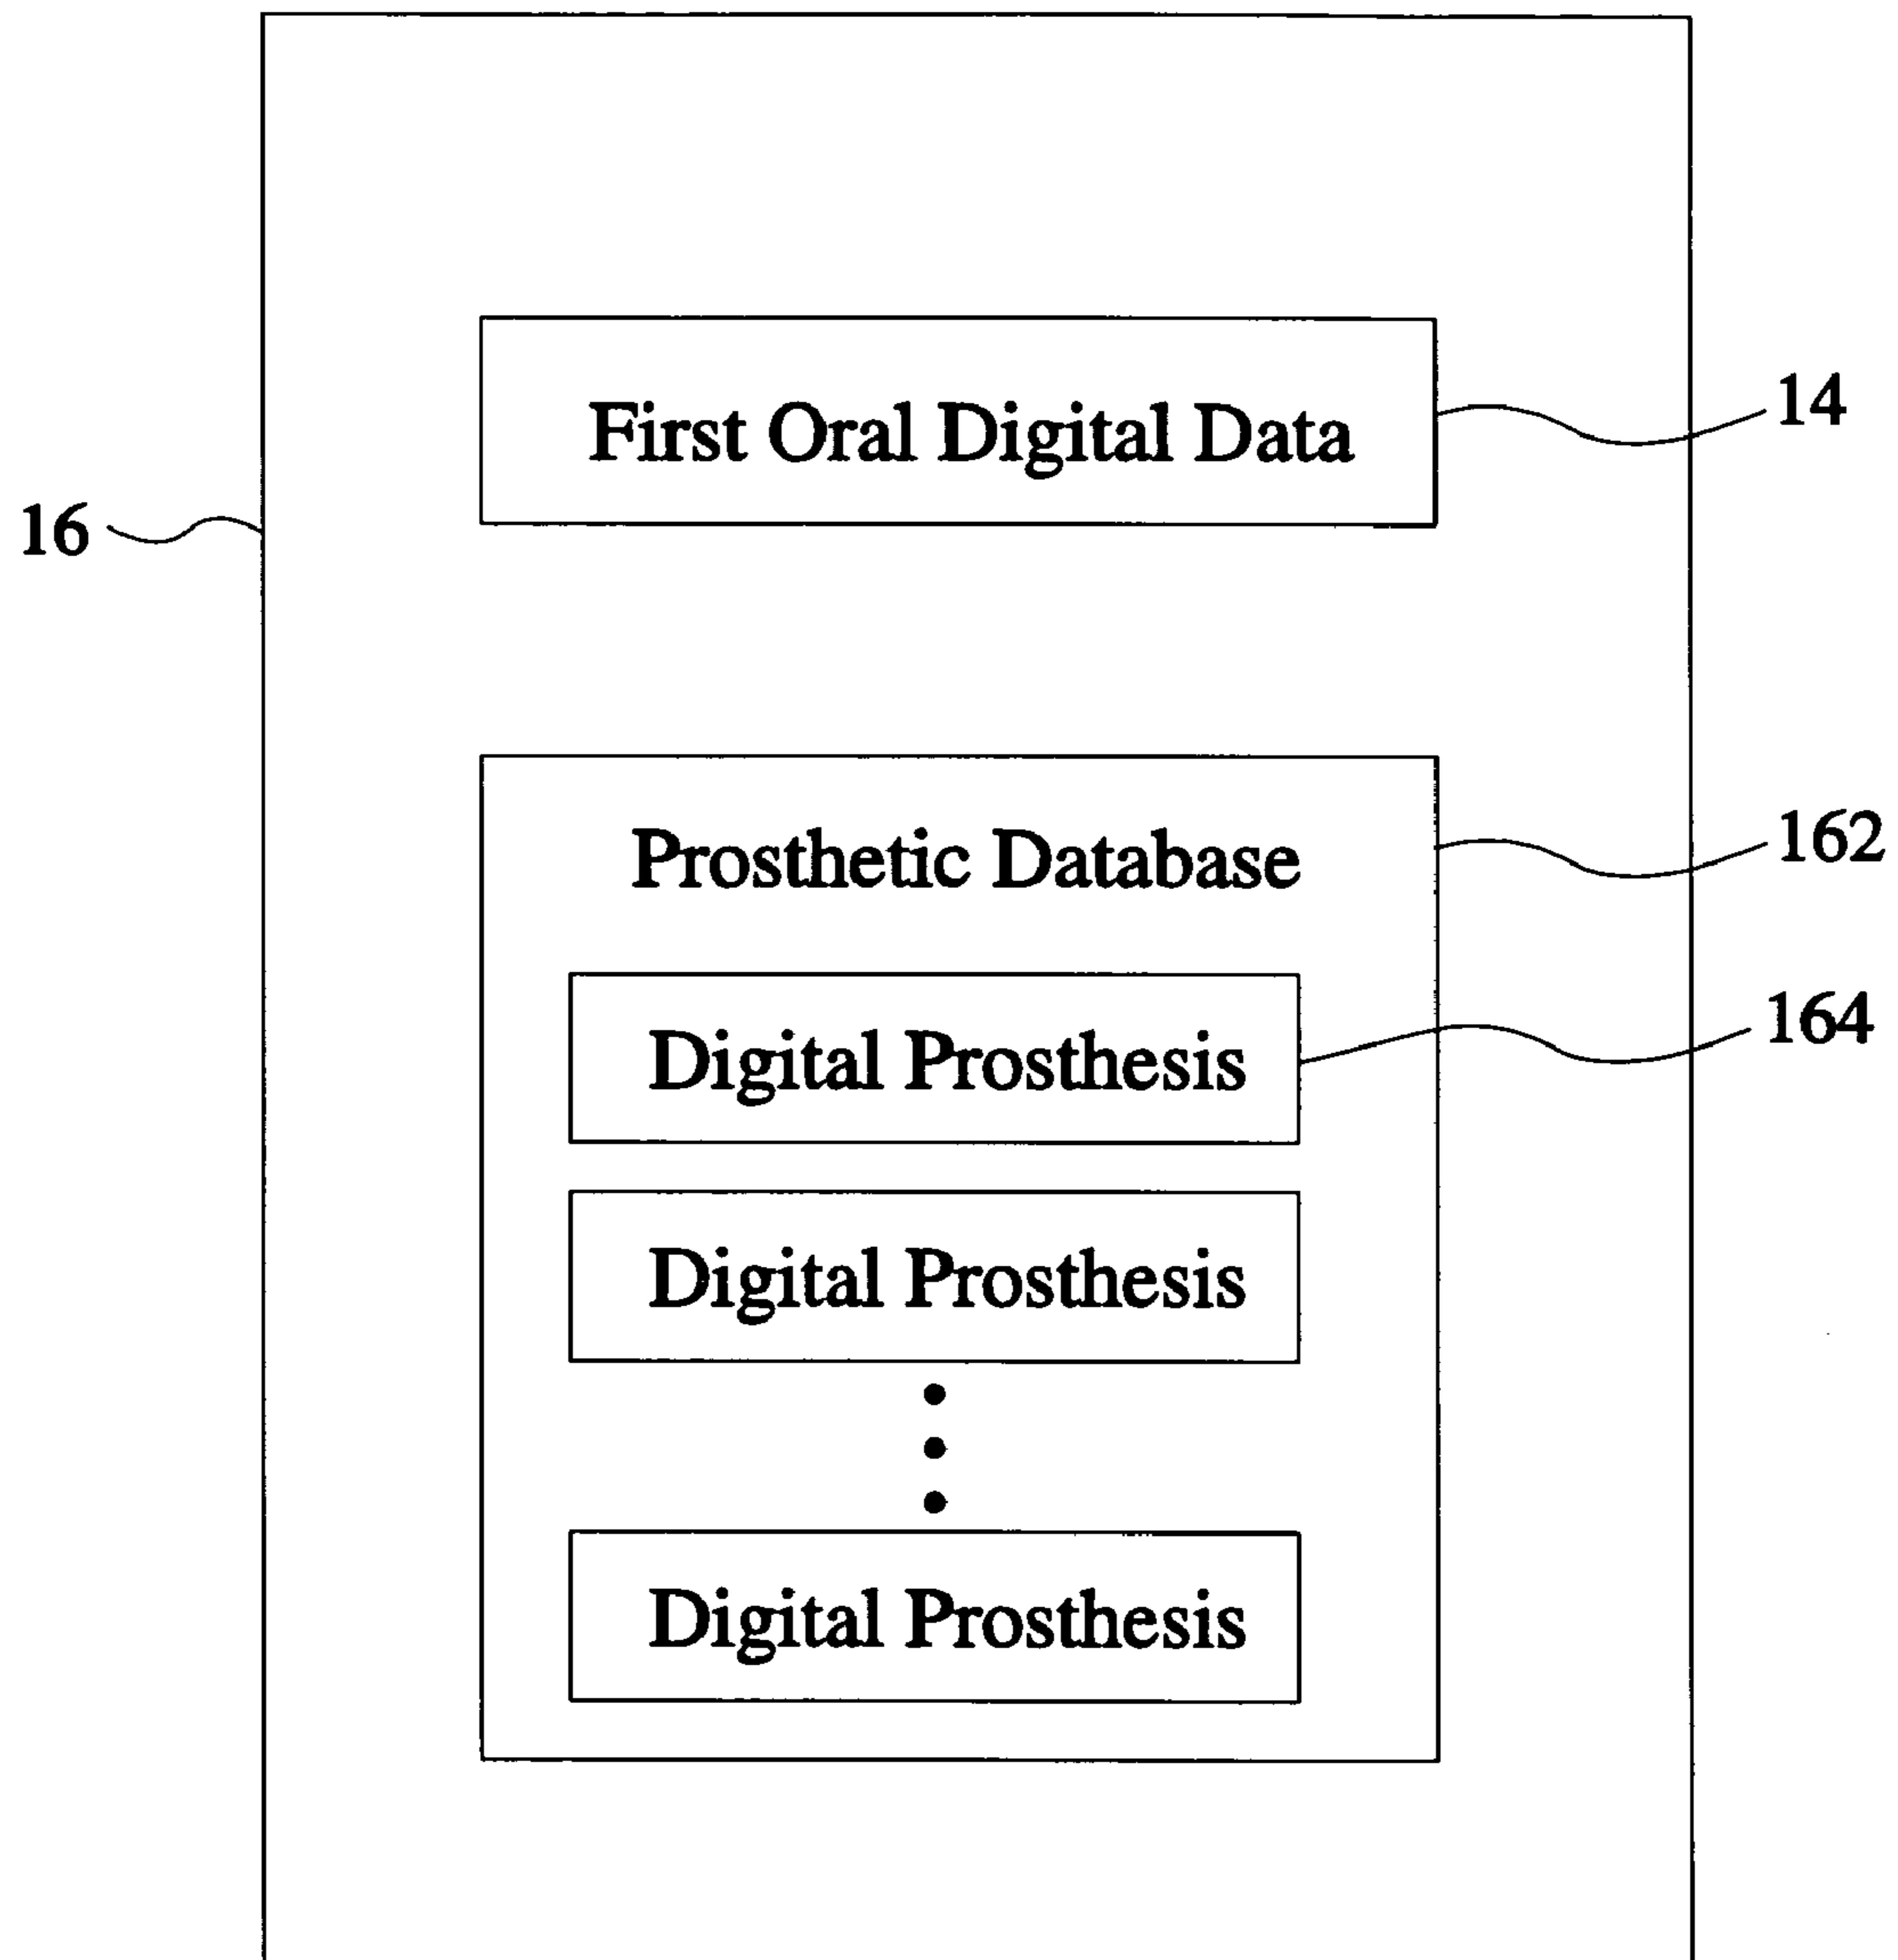 First Oral Digital Data
14
16
Prosthetic Database
162
Digital Prosthesis
164
Digital Prosthesis
Digital Prosthesis